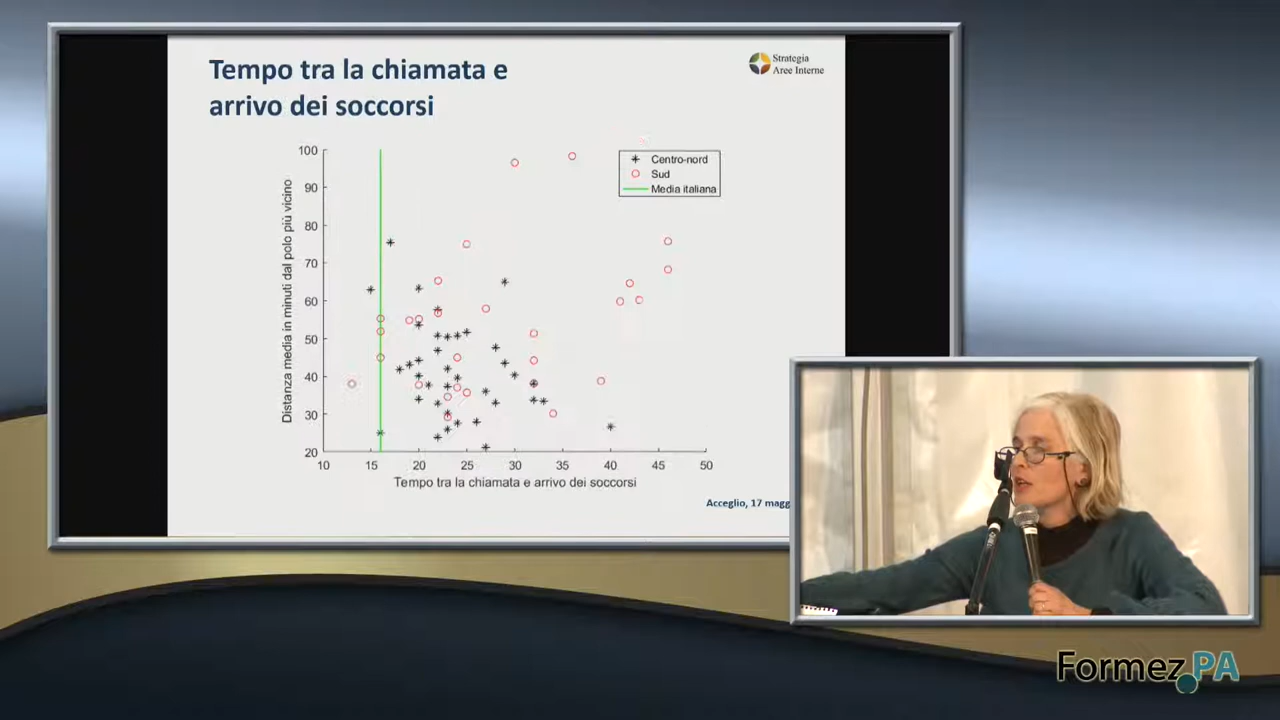 Tempo tra la chiamata e
arrivo dei soccorsi
Strategia
Aree Interne
Centro-nord
Sud
Media italiana
Distanza media in minuti dal polo più vicino
100
90
80
70
60
50
40
30
20
10 15 20 25 30 35 40 45 50
Tempo tra la chiamata e arrivo dei soccorsi
Acceglio, 17 magg
Formez PA